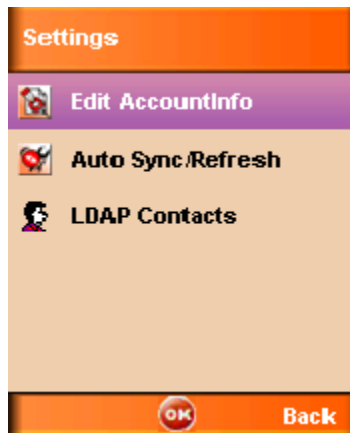 Settings
Edit AccountInfo
Auto Sync/Refresh
LDAP Contacts
OK Back